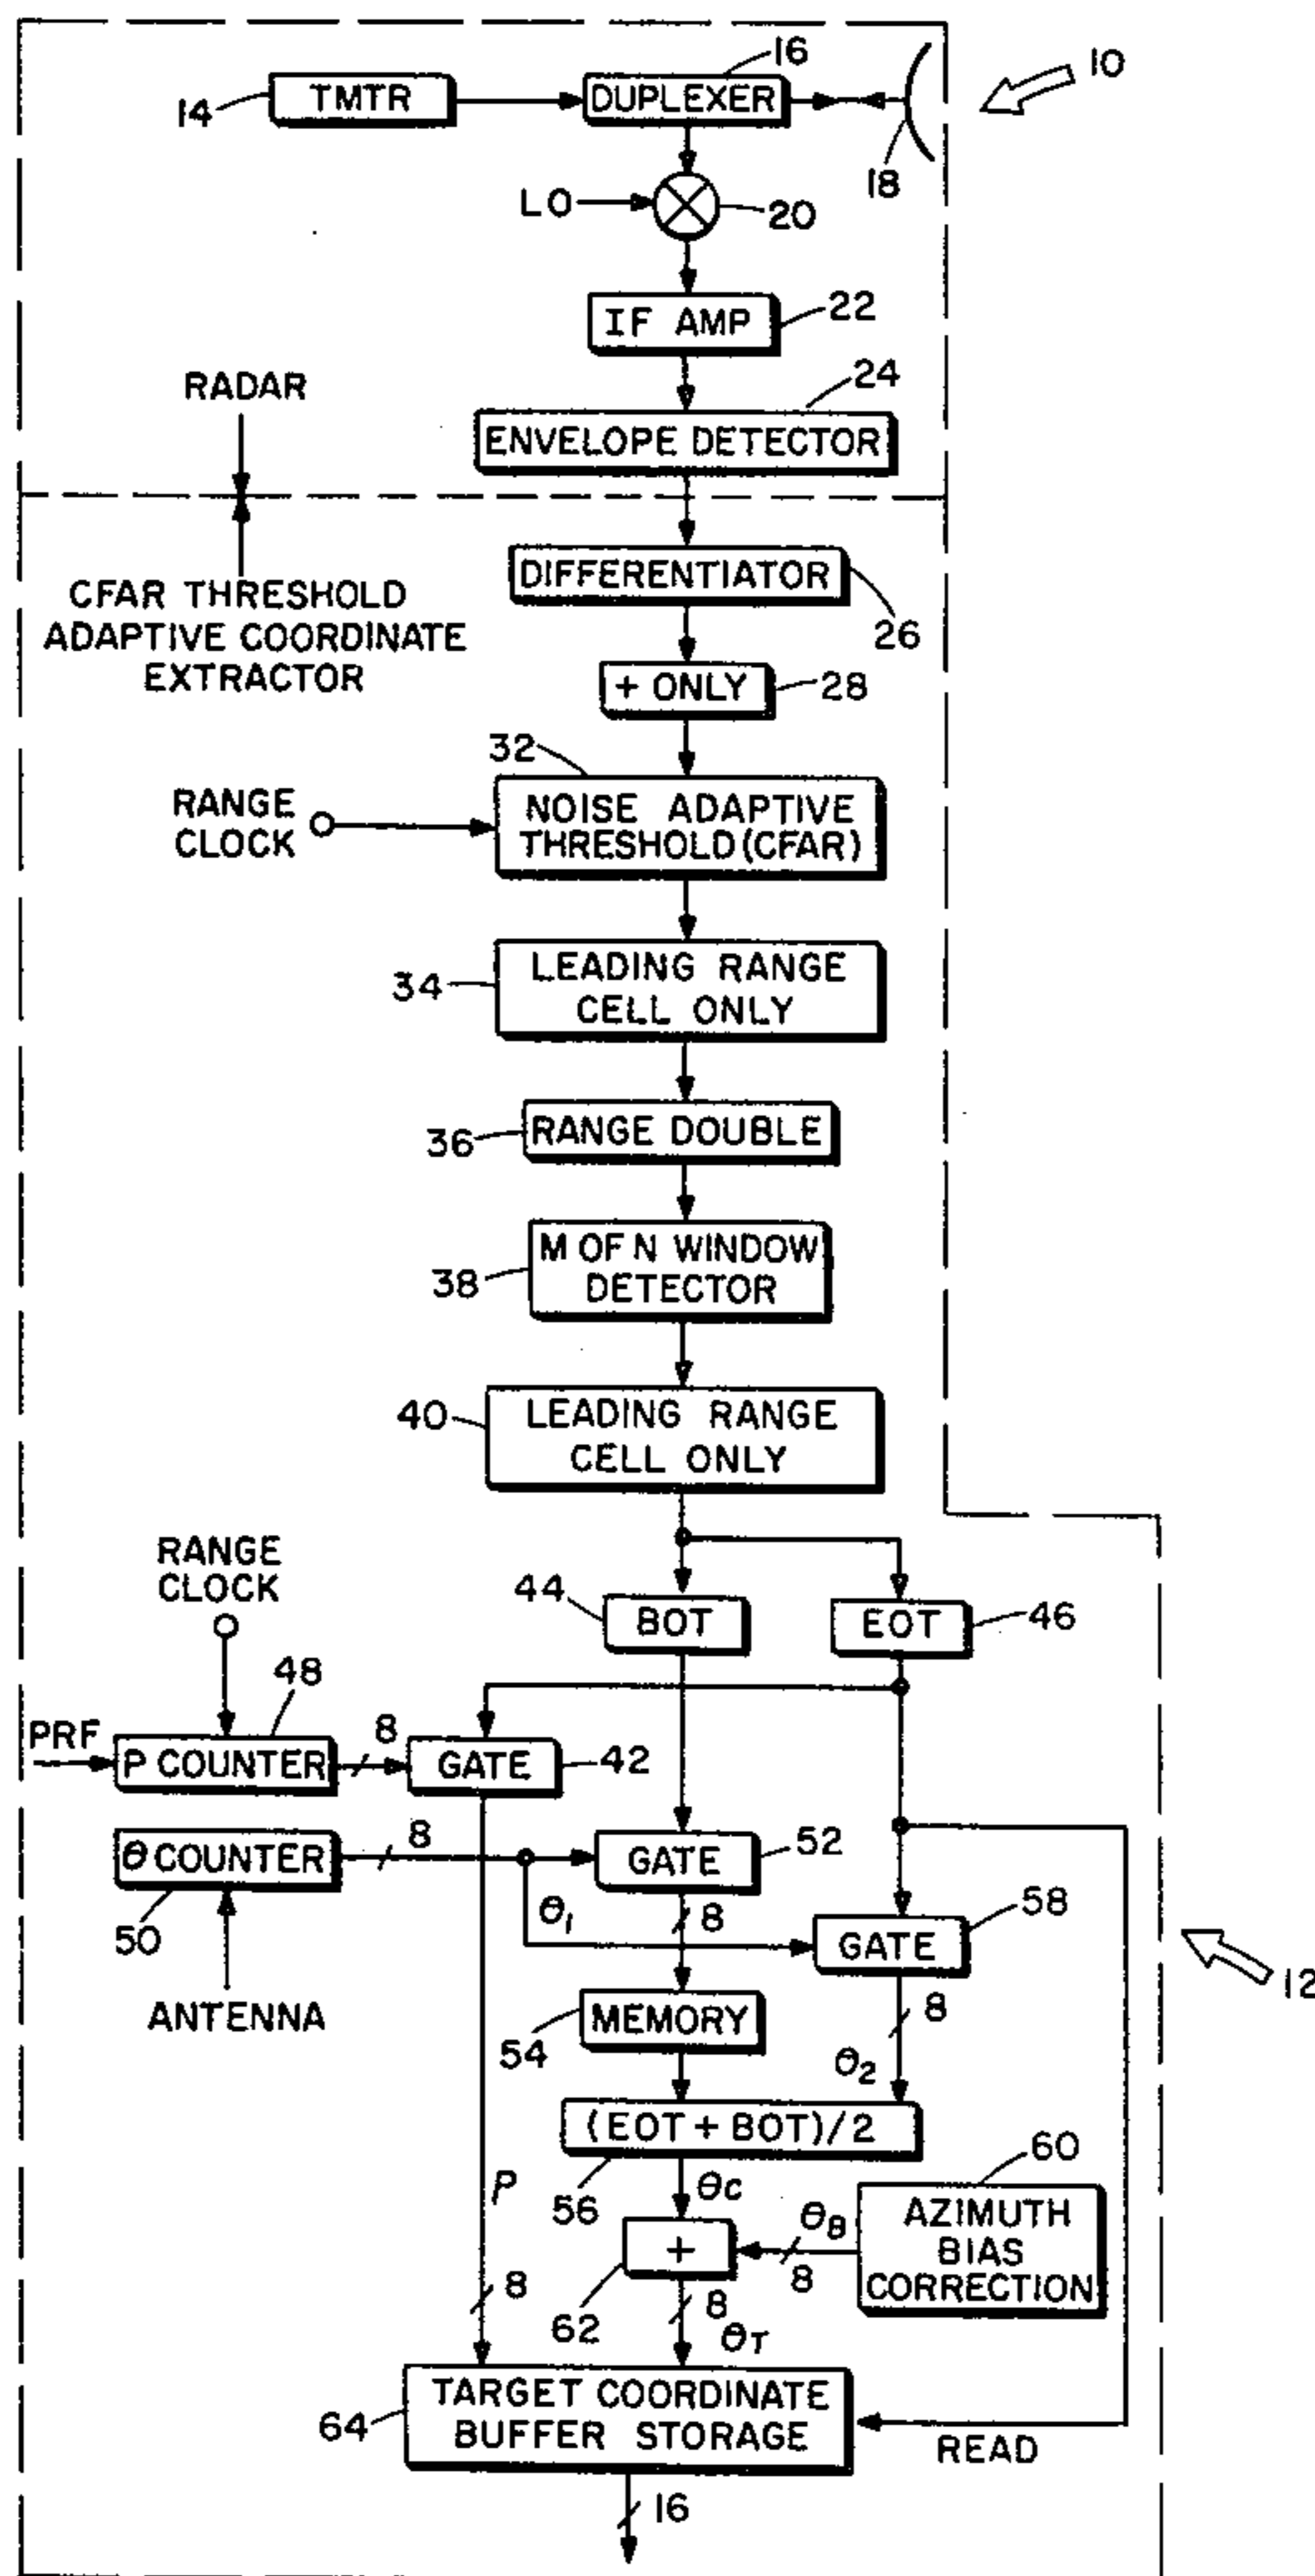 10
16
TMTR
DUPLEXER
14
18
LO
20
IF AMP
22
24
RADAR
ENVELOPE DETECTOR
DIFFERENTIATOR
26
CFAR THRESHOLD
ADAPTIVE COORDINATE
EXTRACTOR
+ ONLY
28
32
RANGE
CLOCK
NOISE ADAPTIVE
THRESHOLD (CFAR)
34
LEADING RANGE
CELL ONLY
36
RANGE DOUBLE
38
M OF N WINDOW
DETECTOR
40
LEADING RANGE
CELL ONLY
RANGE
CLOCK
44
BOT
EOT
46
48
PRF
P COUNTER
8
GATE
42
θ COUNTER
8
GATE
52
50
θ1
8
GATE
58
12
ANTENNA
MEMORY
54
8
θ2
(EOT + BOT)/2
56
60
P
θC
θB
AZIMUTH
BIAS
CORRECTION
+
8
8
62
8
θT
64
TARGET COORDINATE
BUFFER STORAGE
READ
16